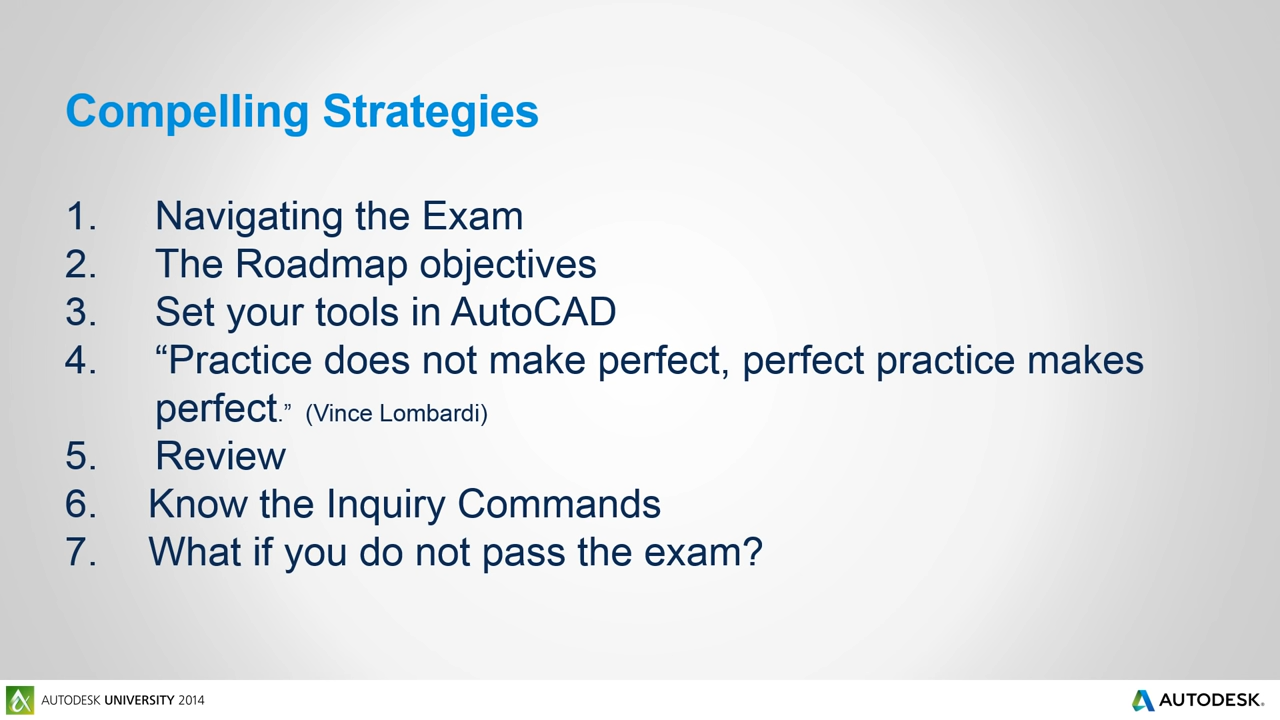 Compelling Strategies
1. Navigating the Exam
2. The Roadmap objectives
3. Set your tools in AutoCAD
4. “Practice does not make perfect, perfect practice makes
perfect.” (Vince Lombardi)
5. Review
6. Know the Inquiry Commands
7. What if you do not pass the exam?
AUTODESK UNIVERSITY 2014
AUTODESK®